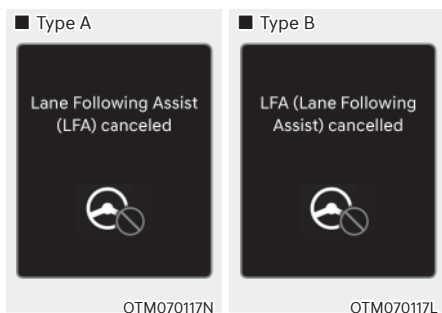 ■ Type A
Lane Following Assist
(LFA) canceled
OTM070117N
■ Type B
LFA (Lane Following
Assist) cancelled
OTM070117L